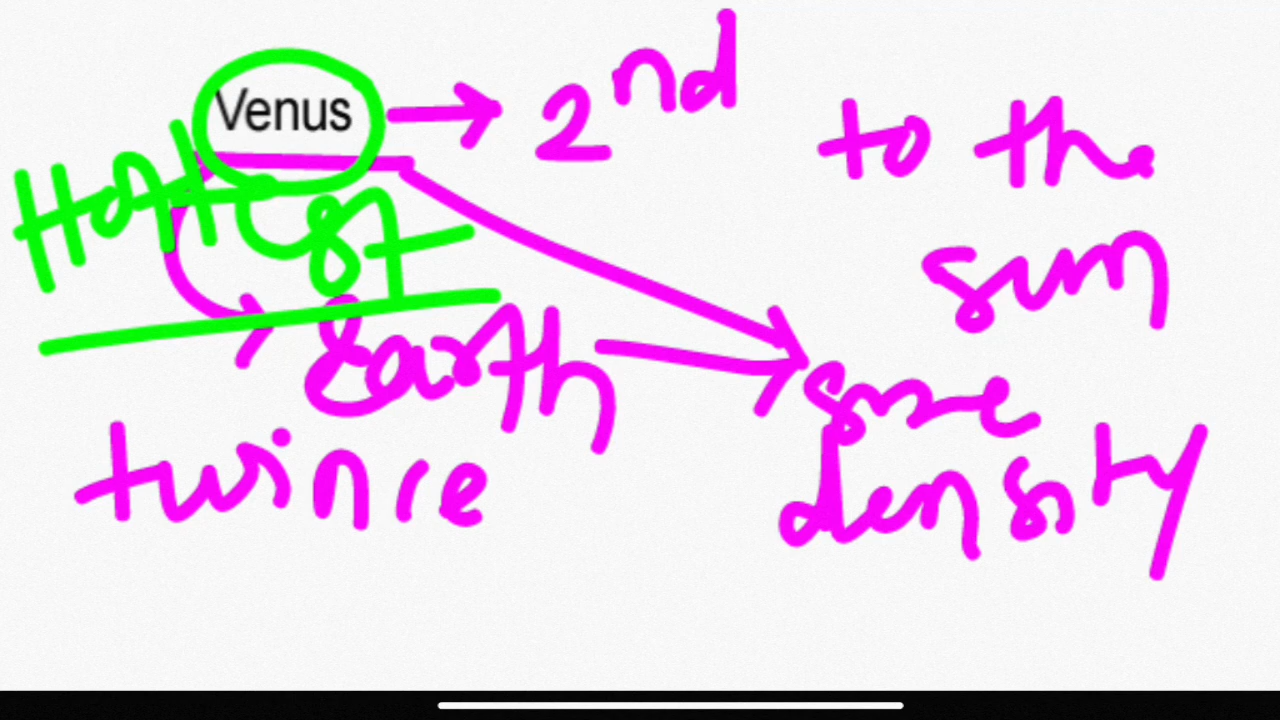 Venus → 2nd to the
sun
Hottest
Earth
same
twince
density